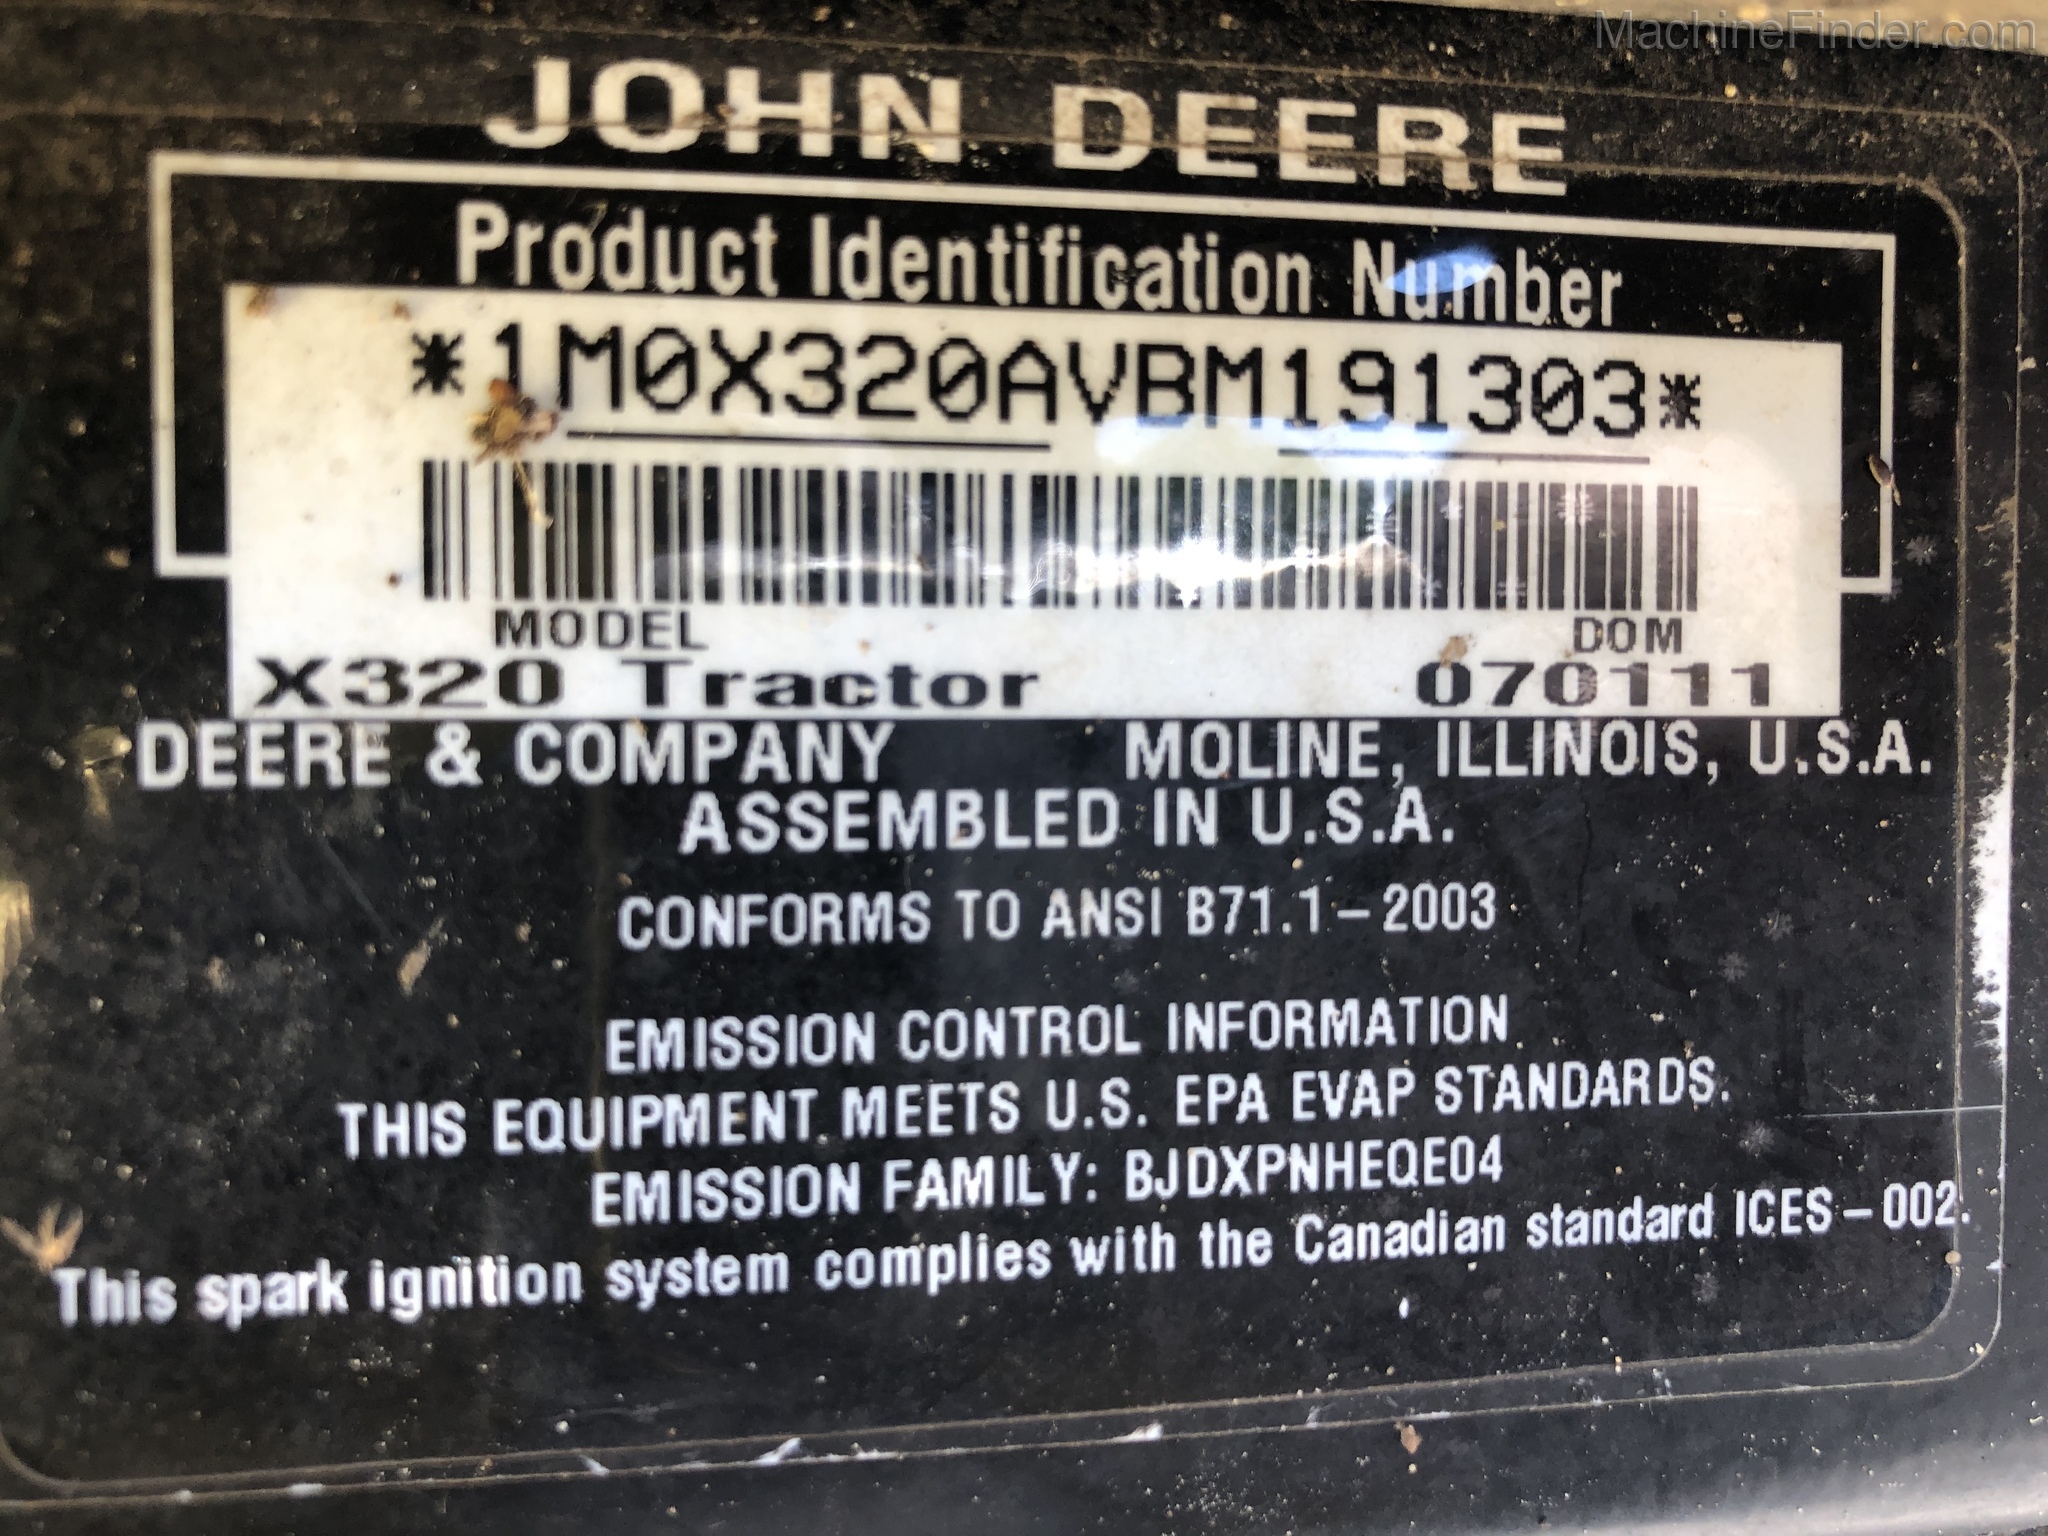 MachineFinder.com
JOHN DEERE
Product Identification Number
*1M0X320AVBM191303*
MODEL DOM
X320 Tractor 070111
DEERE & COMPANY MOLINE, ILLINOIS, U.S.A.
ASSEMBLED IN U.S.A.
CONFORMS TO ANSI B71.1-2003
EMISSION CONTROL INFORMATION
THIS EQUIPMENT MEETS U.S. EPA EVAP STANDARDS.
EMISSION FAMILY: BJDXPNHEQE04
This spark ignition system complies with the Canadian standard ICES-002.